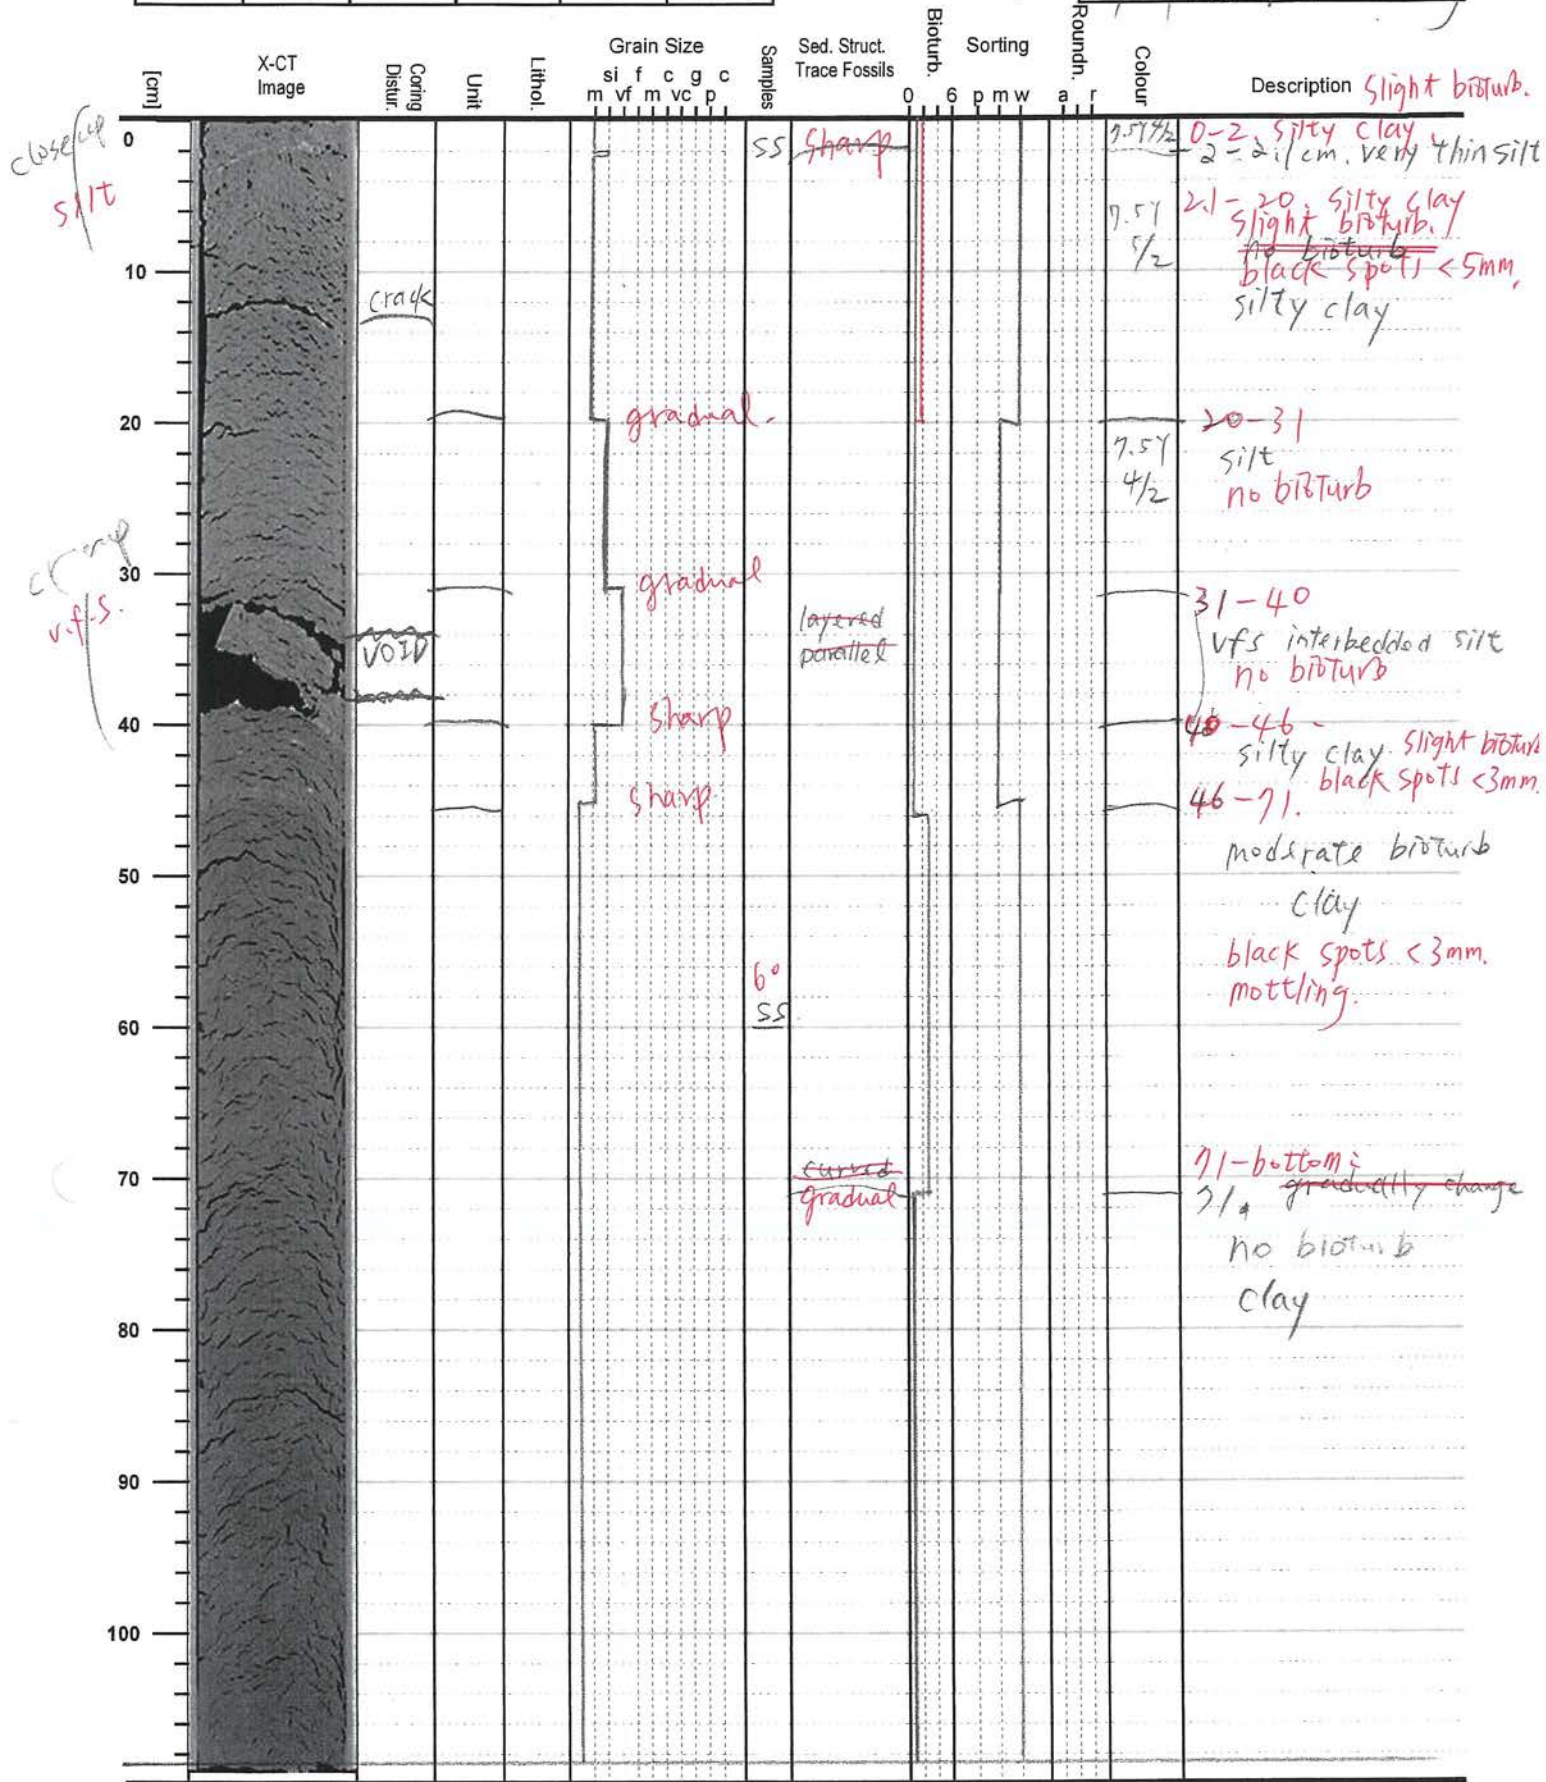 [cm]
X-CT
Image
Coring
Distur.
Unit
Lithol.
Grain Size
si f c g c
m vf m vc p
Samples
Sed. Struct.
Trace Fossils
Bioturb.
0 6
Sorting
p m w
Roundn.
a r
Colour
Description
Slight bioturb.
close up
silt
0
SS
Sharp
7.5Y4/2
0-2. silty clay
2-2.1cm. very thin silt
7.5Y
5/2
2.1-20. silty clay
slight bioturb.
no bioturb
black spots <5mm.
silty clay
10
crack
20
gradual.
20-31
7.5Y
4/2
silt
no bioturb
30
gradual
v.f.s.
31-40
layered
parallel
VOID
vfs interbedded silt
no bioturb
40
sharp
40-46-
silty clay. slight bioturb
black spots <3mm.
sharp
46-71.
moderate bioturb
50
clay
black spots <3mm.
mottling.
6°
SS
60
70
curved
gradual
71-bottom:
71. gradually change
no bioturb
clay
80
90
100